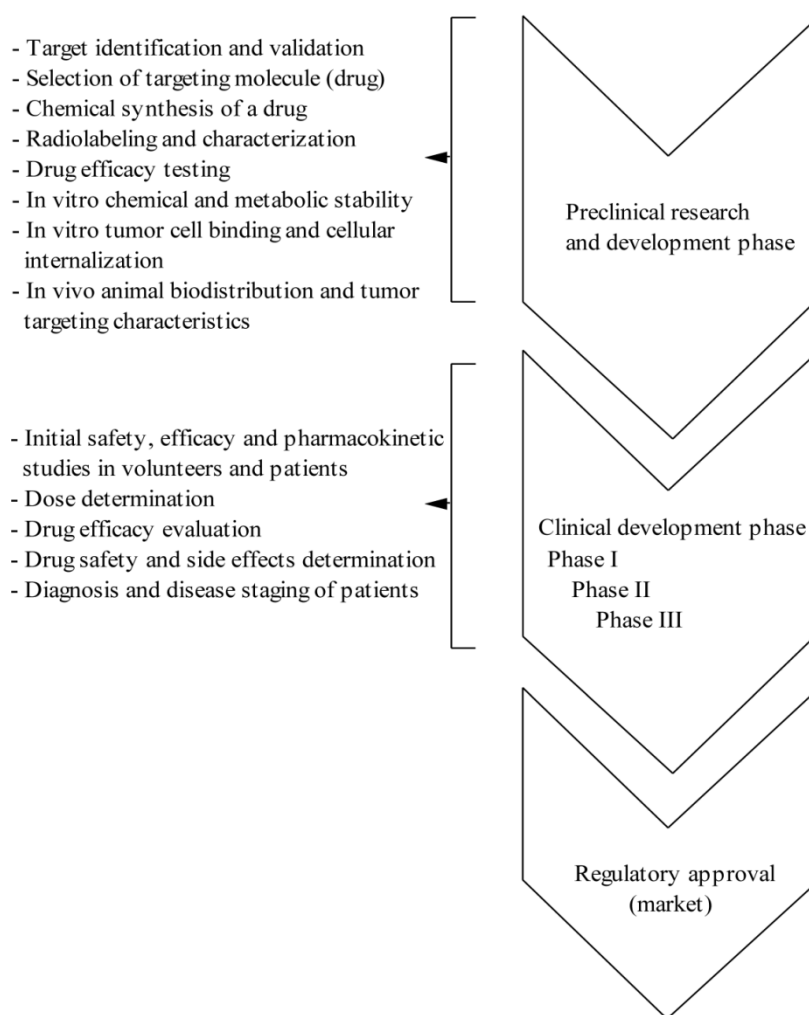 - Target identification and validation
- Selection of targeting molecule (drug)
- Chemical synthesis of a drug
- Radiolabeling and characterization
- Drug efficacy testing
- In vitro chemical and metabolic stability
- In vitro tumor cell binding and cellular
internalization
- In vivo animal biodistribution and tumor
targeting characteristics
Preclinical research
and development phase
- Initial safety, efficacy and pharmacokinetic
studies in volunteers and patients
- Dose determination
- Drug efficacy evaluation
- Drug safety and side effects determination
- Diagnosis and disease staging of patients
Clinical development phase
Phase I
Phase II
Phase III
Regulatory approval
(market)